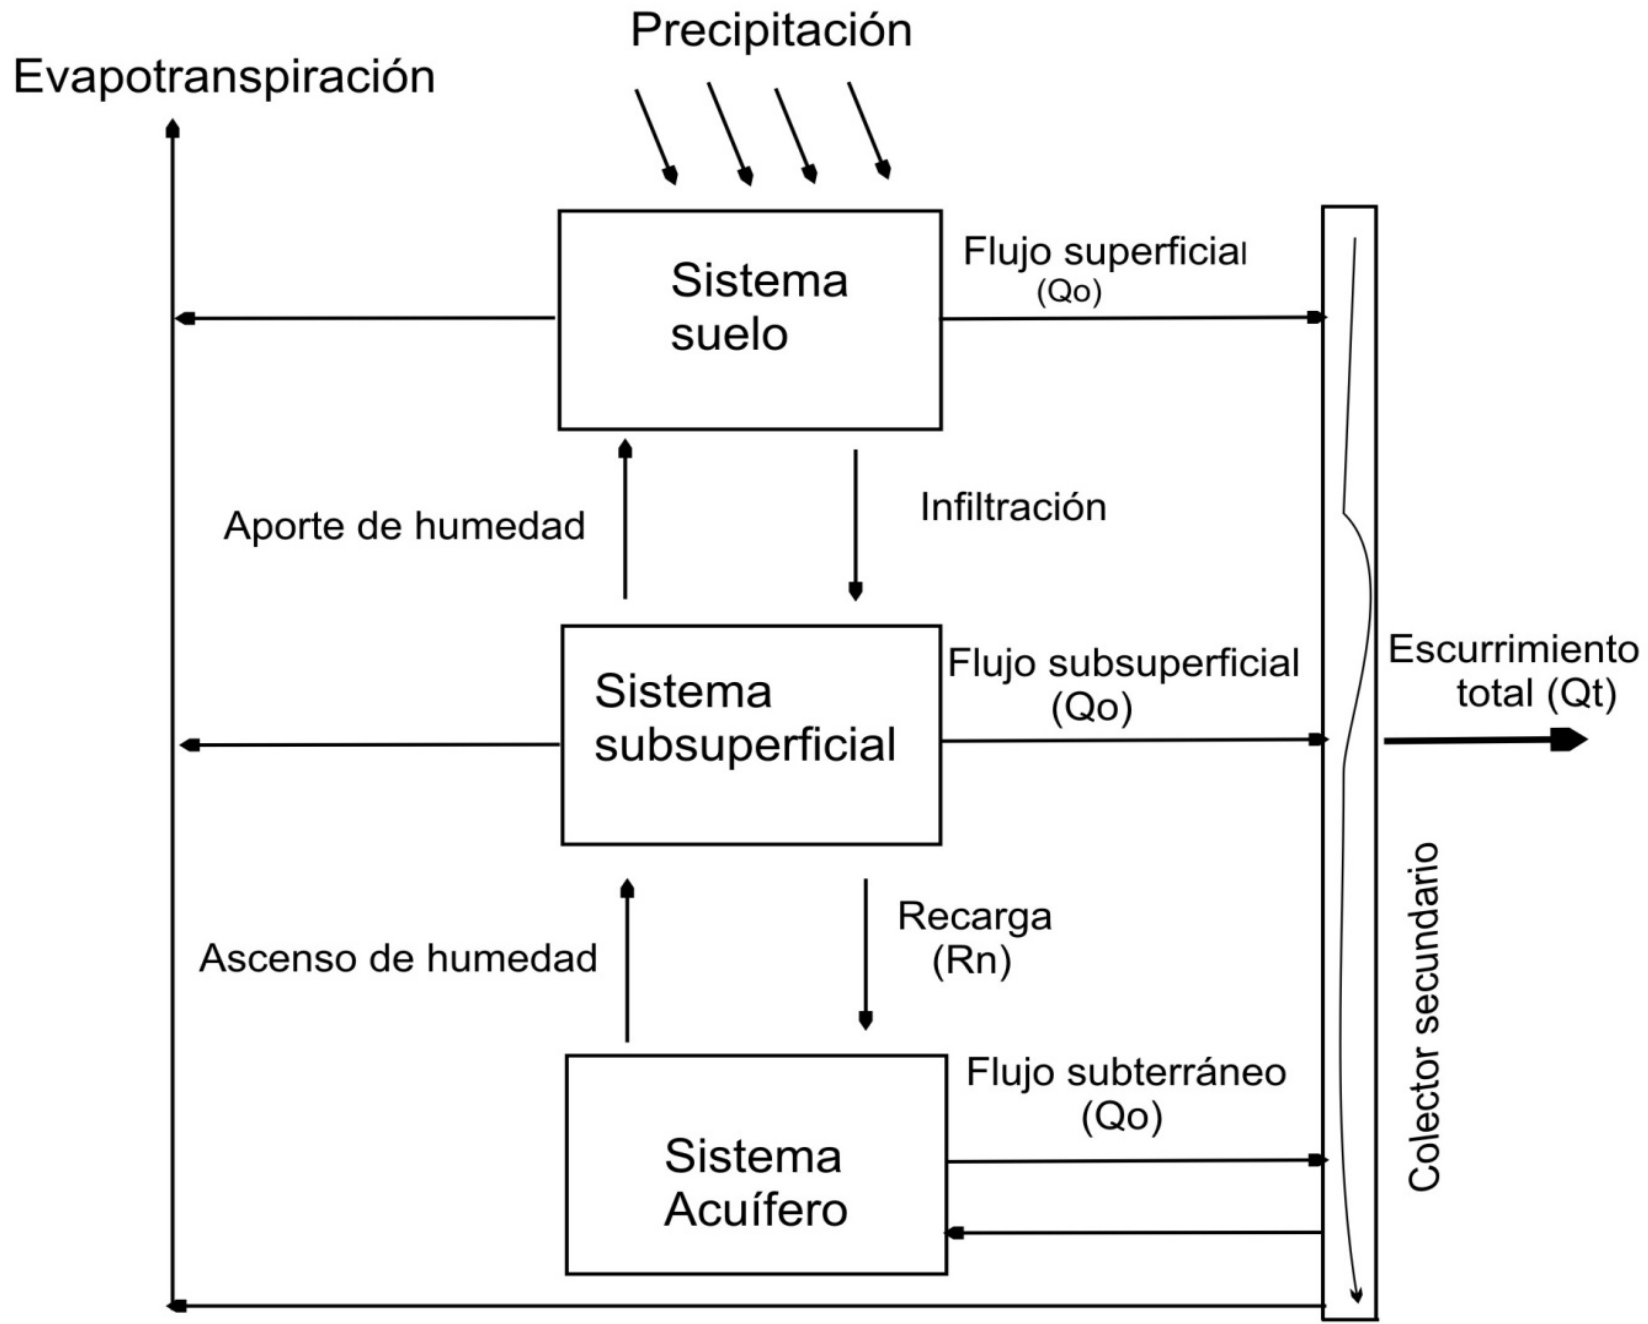 Precipitación
Evapotranspiración
Sistema
suelo
Flujo superficial
(Qo)
Aporte de humedad
Infiltración
Sistema
subsuperficial
Flujo subsuperficial
(Qo)
Escurrimiento
total (Qt)
Ascenso de humedad
Recarga
(Rn)
Colector secundario
Sistema
Acuífero
Flujo subterráneo
(Qo)